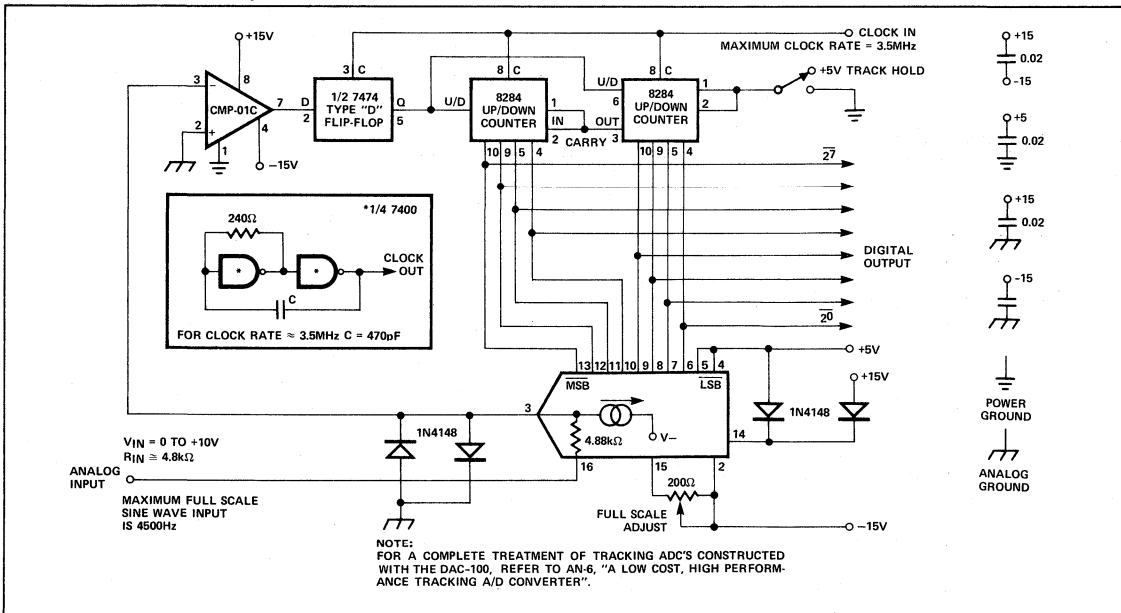 +15V
CLOCK IN
MAXIMUM CLOCK RATE = 3.5MHz
3
8
−
CMP-01C
+
2
1
4
7
−15V
3 C
D
2
1/2 7474
TYPE "D"
FLIP-FLOP
Q
5
8 C
U/D
8284
UP/DOWN
COUNTER
1
IN
2
CARRY
10 9 5 4
8 C
U/D
6
8284
UP/DOWN
COUNTER
OUT
3
1
2
10 9 5 4
+5V TRACK HOLD
+15
0.02
-15
+5
0.02
+15
0.02
-15
2̅7̅
DIGITAL
OUTPUT
2̅0̅
*1/4 7400
240Ω
*
*
CLOCK
OUT
C
FOR CLOCK RATE ≈ 3.5MHz C = 470pF
13 12 11 10 9 8 7 6 5 4
M̅S̅B̅
L̅S̅B̅
+5V
+15V
1N4148
14
3
4.88kΩ
V−
16
15
2
1N4148
200Ω
FULL SCALE
ADJUST
−15V
VIN = 0 TO +10V
RIN ≅ 4.8kΩ
ANALOG
INPUT
MAXIMUM FULL SCALE
SINE WAVE INPUT
IS 4500Hz
POWER
GROUND
ANALOG
GROUND
NOTE:
FOR A COMPLETE TREATMENT OF TRACKING ADC'S CONSTRUCTED
WITH THE DAC-100, REFER TO AN-6, "A LOW COST, HIGH PERFORM-
ANCE TRACKING A/D CONVERTER".